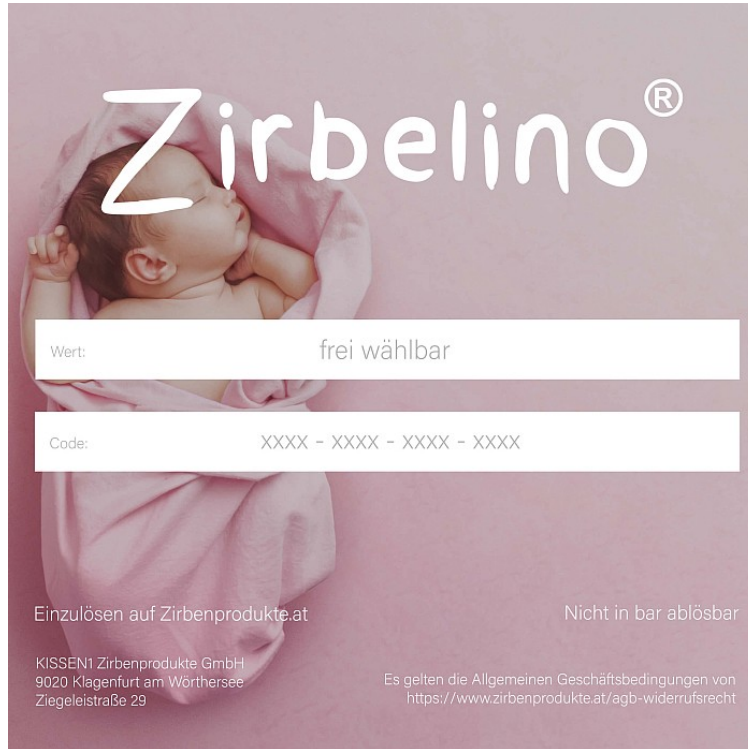 Zirbelino®
Wert: frei wählbar
Code: XXXX - XXXX - XXXX - XXXX
Einzulösen auf Zirbenprodukte.at
Nicht in bar ablösbar
KISSEN1 Zirbenprodukte GmbH
9020 Klagenfurt am Wörthersee
Ziegeleistraße 29
Es gelten die Allgemeinen Geschäftsbedingungen von
https://www.zirbenprodukte.at/agb-widerrufsrecht